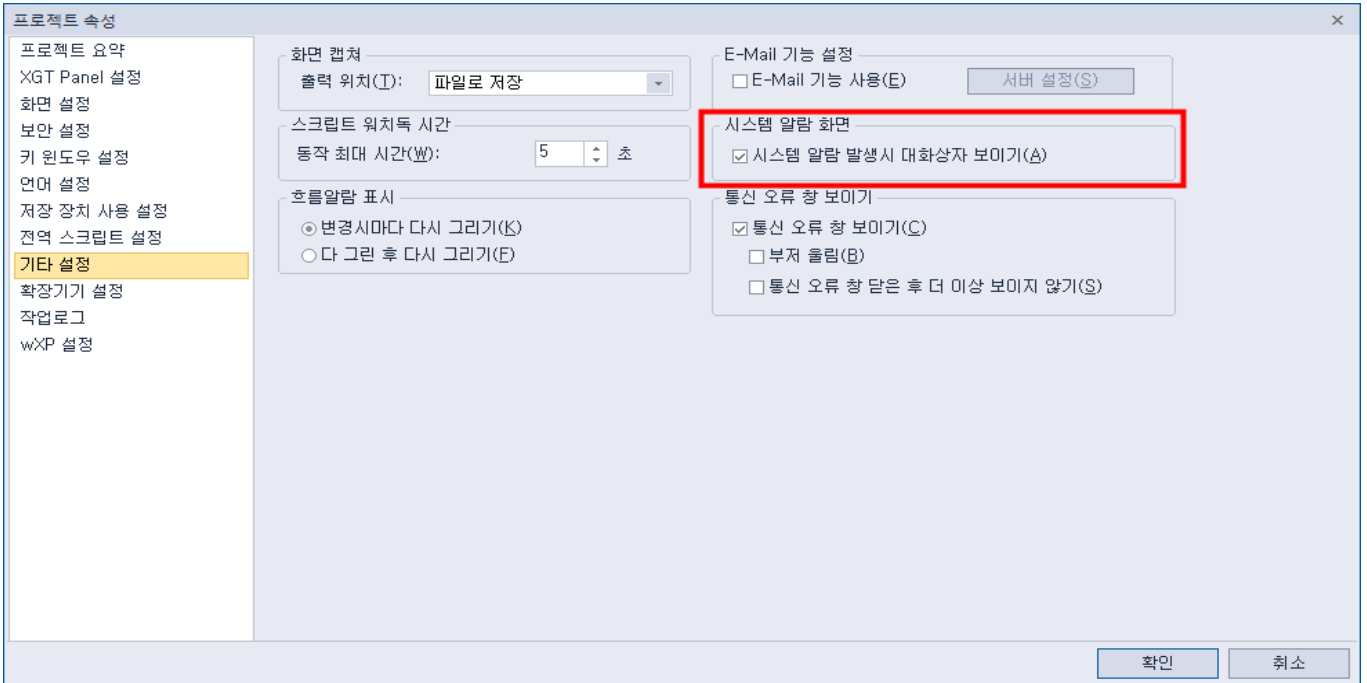 프로젝트 속성
프로젝트 요약
XGT Panel 설정
화면 설정
보안 설정
키 윈도우 설정
언어 설정
저장 장치 사용 설정
전역 스크립트 설정
기타 설정
확장기기 설정
작업로그
wXP 설정
화면 캡쳐
출력 위치(T):
파일로 저장
스크립트 워치독 시간
동작 최대 시간(W):
5
초
흐름알람 표시
변경시마다 다시 그리기(K)
다 그린 후 다시 그리기(F)
E-Mail 기능 설정
E-Mail 기능 사용(E)
서버 설정(S)
시스템 알람 화면
시스템 알람 발생시 대화상자 보이기(A)
통신 오류 창 보이기
통신 오류 창 보이기(C)
부저 울림(B)
통신 오류 창 닫은 후 더 이상 보이지 않기(S)
확인
취소